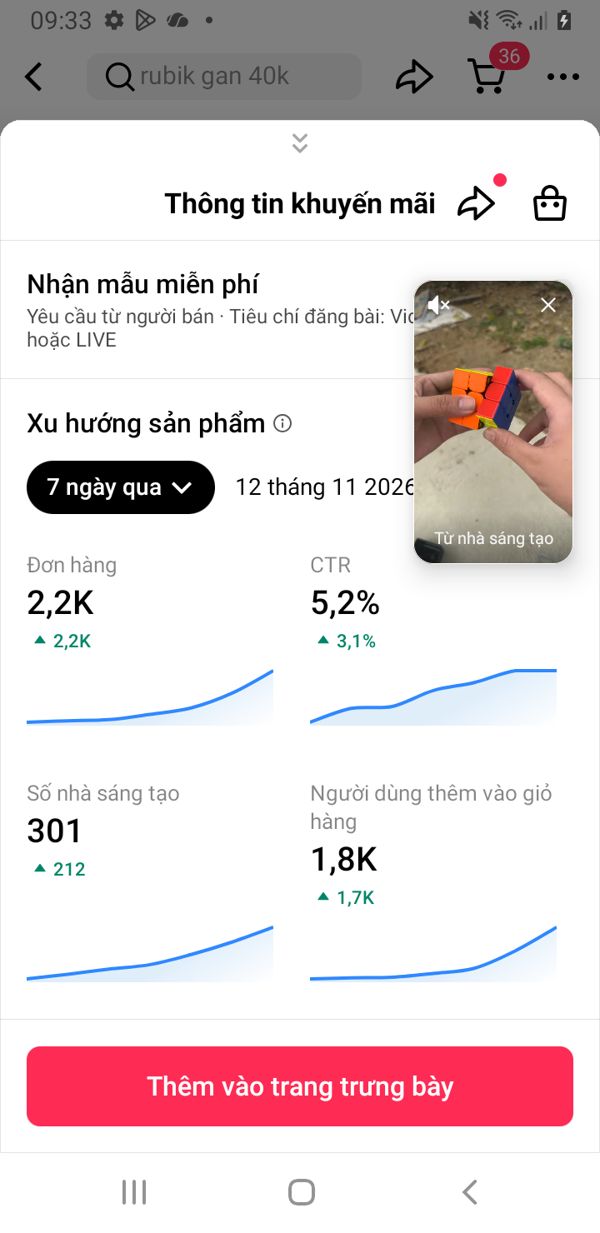 09:33
rubik gan 40k
36
Thông tin khuyến mãi
Nhận mẫu miễn phí
Yêu cầu từ người bán · Tiêu chí đăng bài:
hoặc LIVE
Xu hướng sản phẩm
7 ngày qua
12 tháng 11 2026
Từ nhà sáng tạo
Đơn hàng
2,2K
2,2K
CTR
5,2%
3,1%
Số nhà sáng tạo
301
212
Người dùng thêm vào giỏ
hàng
1,8K
1,7K
Thêm vào trang trưng bày